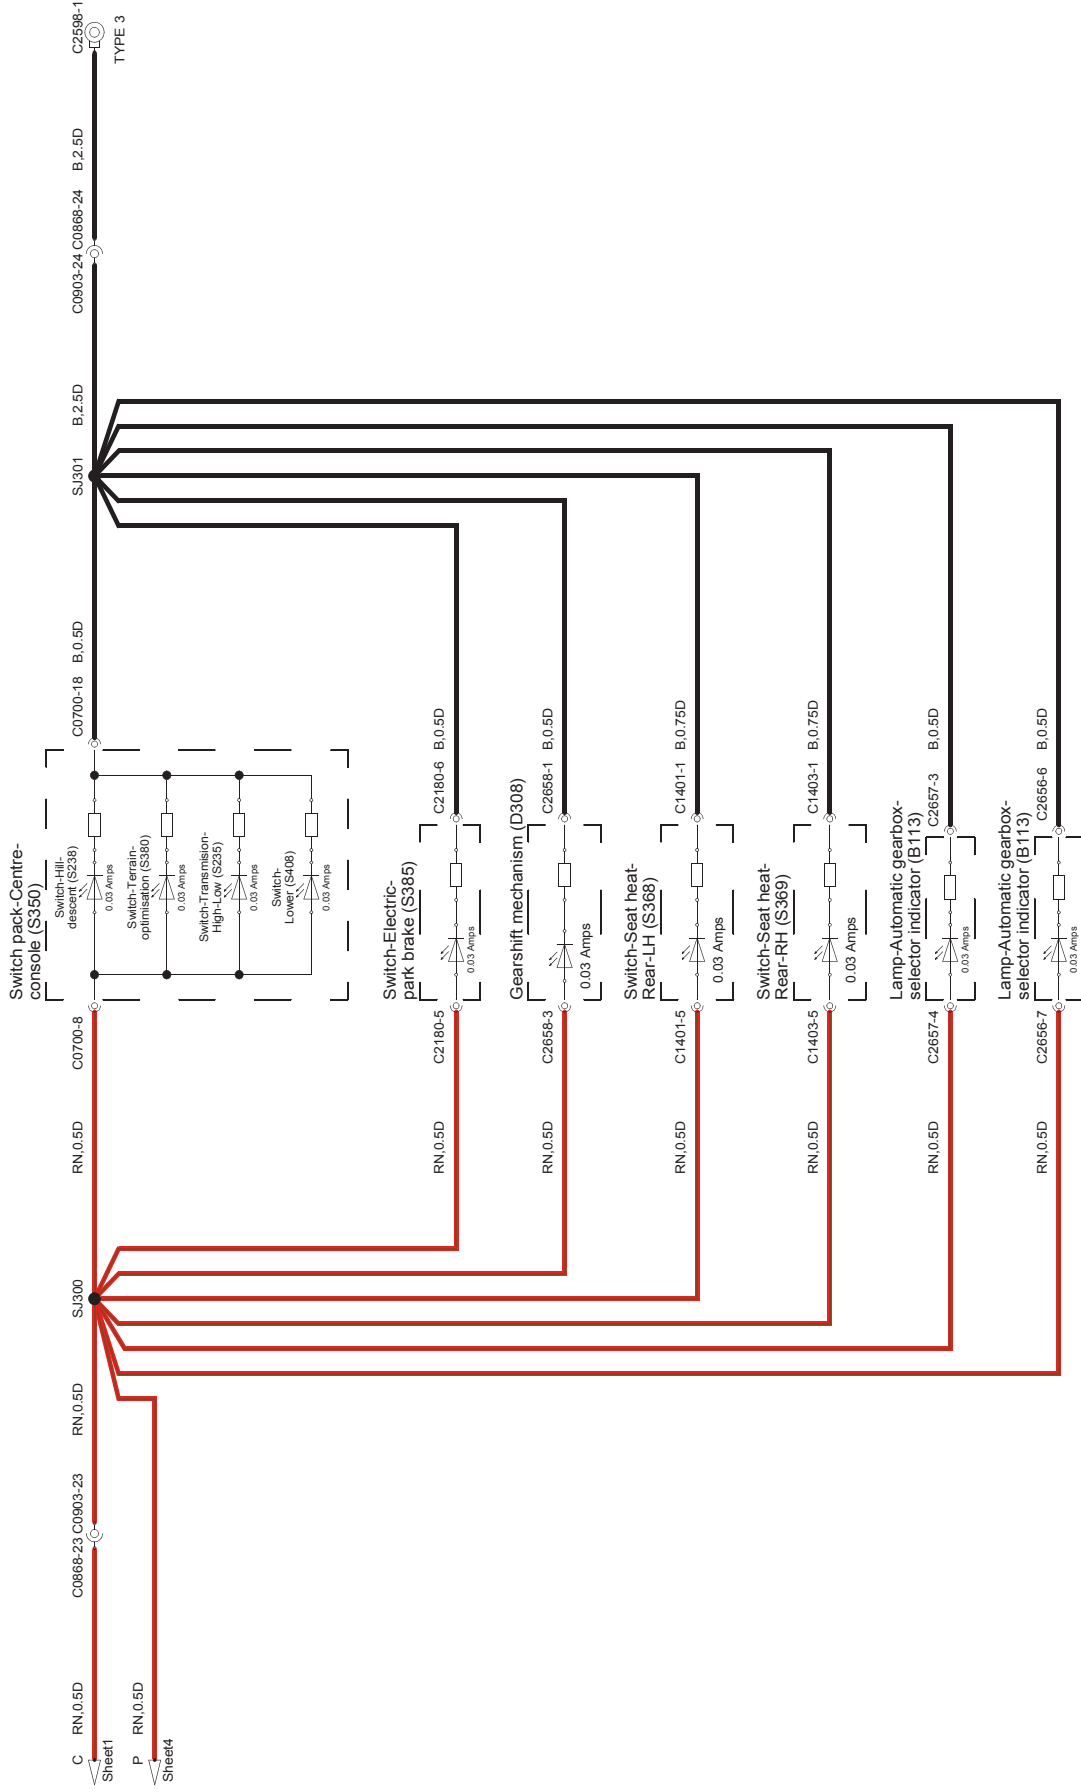 C
RN,0.5D
Sheet1
C0868-23
C0903-23
RN,0.5D
P
RN,0.5D
Sheet4
SJ300
RN,0.5D
C0700-8
Switch pack-Centre-
console (S350)
Switch-Hill-
descent (S238)
0.03 Amps
Switch-Terrain-
optimisation (S380)
0.03 Amps
Switch-Transmision-
High-Low (S235)
0.03 Amps
Switch-
Lower (S408)
0.03 Amps
C0700-18
B,0.5D
SJ301
B,2.5D
C0903-24
C0868-24
B,2.5D
C2598-1
TYPE 3
RN,0.5D
C2180-5
Switch-Electric-
park brake (S385)
0.03 Amps
C2180-6
B,0.5D
RN,0.5D
C2658-3
Gearshift mechanism (D308)
0.03 Amps
C2658-1
B,0.5D
RN,0.5D
C1401-5
Switch-Seat heat-
Rear-LH (S368)
0.03 Amps
C1401-1
B,0.75D
RN,0.5D
C1403-5
Switch-Seat heat-
Rear-RH (S369)
0.03 Amps
C1403-1
B,0.75D
RN,0.5D
C2657-4
Lamp-Automatic gearbox-
selector indicator (B113)
0.03 Amps
C2657-3
B,0.5D
RN,0.5D
C2656-7
Lamp-Automatic gearbox-
selector indicator (B113)
0.03 Amps
C2656-6
B,0.5D